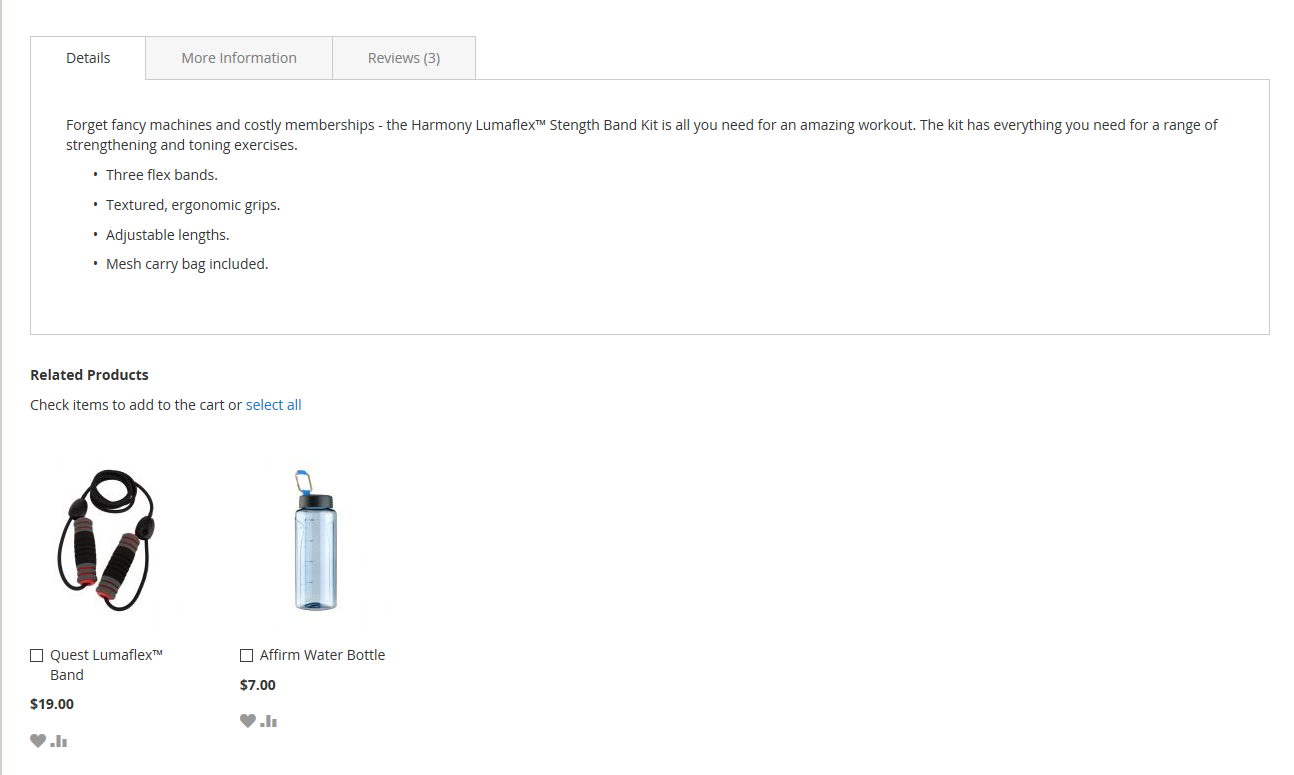 Details
More Information
Reviews (3)
Forget fancy machines and costly memberships - the Harmony Lumaflex™ Stength Band Kit is all you need for an amazing workout. The kit has everything you need for a range of
strengthening and toning exercises.
• Three flex bands.
• Textured, ergonomic grips.
• Adjustable lengths.
• Mesh carry bag included.
Related Products
Check items to add to the cart or select all
Quest Lumaflex™
Band
$19.00
Affirm Water Bottle
$7.00